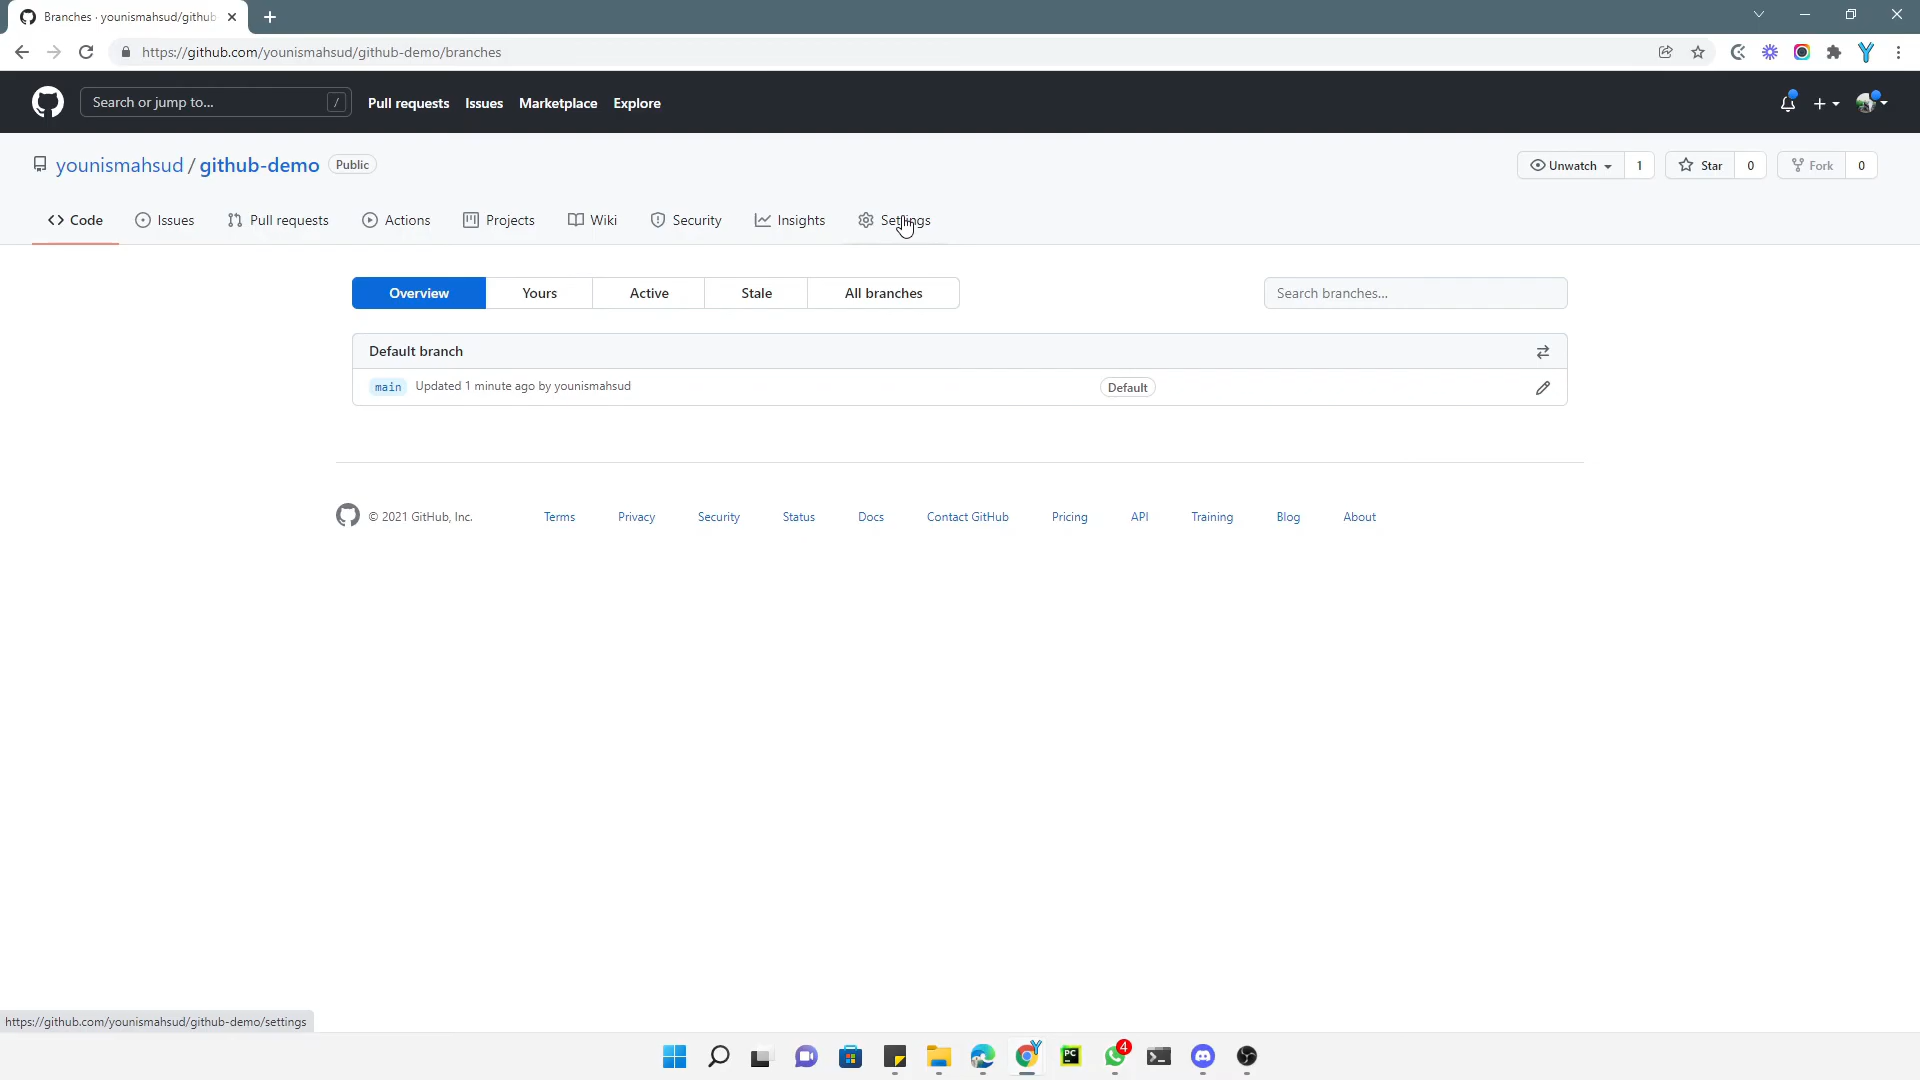 Branches · younismahsud/github
https://github.com/younismahsud/github-demo/branches
Search or jump to... / Pull requests Issues Marketplace Explore
younismahsud / github-demo Public Unwatch 1 Star 0 Fork 0
Code Issues Pull requests Actions Projects Wiki Security Insights Settings
Overview Yours Active Stale All branches Search branches...
Default branch
main Updated 1 minute ago by younismahsud Default
© 2021 GitHub, Inc. Terms Privacy Security Status Docs Contact GitHub Pricing API Training Blog About
https://github.com/younismahsud/github-demo/settings
PC 4